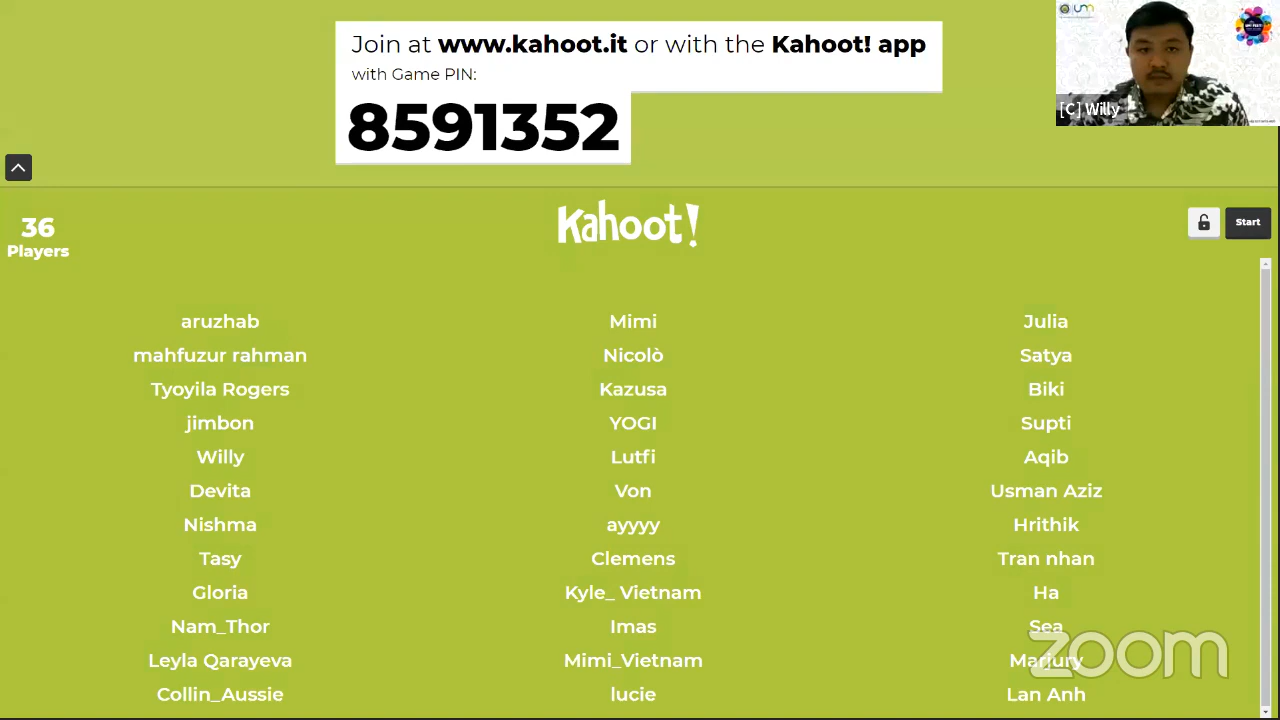 Join at www.kahoot.it or with the Kahoot! app
with Game PIN:
8591352
[C] Willy
36
Players
Kahoot!
Start
aruzhab
Mimi
Julia
mahfuzur rahman
Nicolò
Satya
Tyoyila Rogers
Kazusa
Biki
jimbon
YOGI
Supti
Willy
Lutfi
Aqib
Devita
Von
Usman Aziz
Nishma
ayyyy
Hrithik
Tasy
Clemens
Tran nhan
Gloria
Kyle_ Vietnam
Ha
Nam_Thor
Imas
Sea
Leyla Qarayeva
Mimi_Vietnam
Marjury
Collin_Aussie
lucie
Lan Anh
zoom